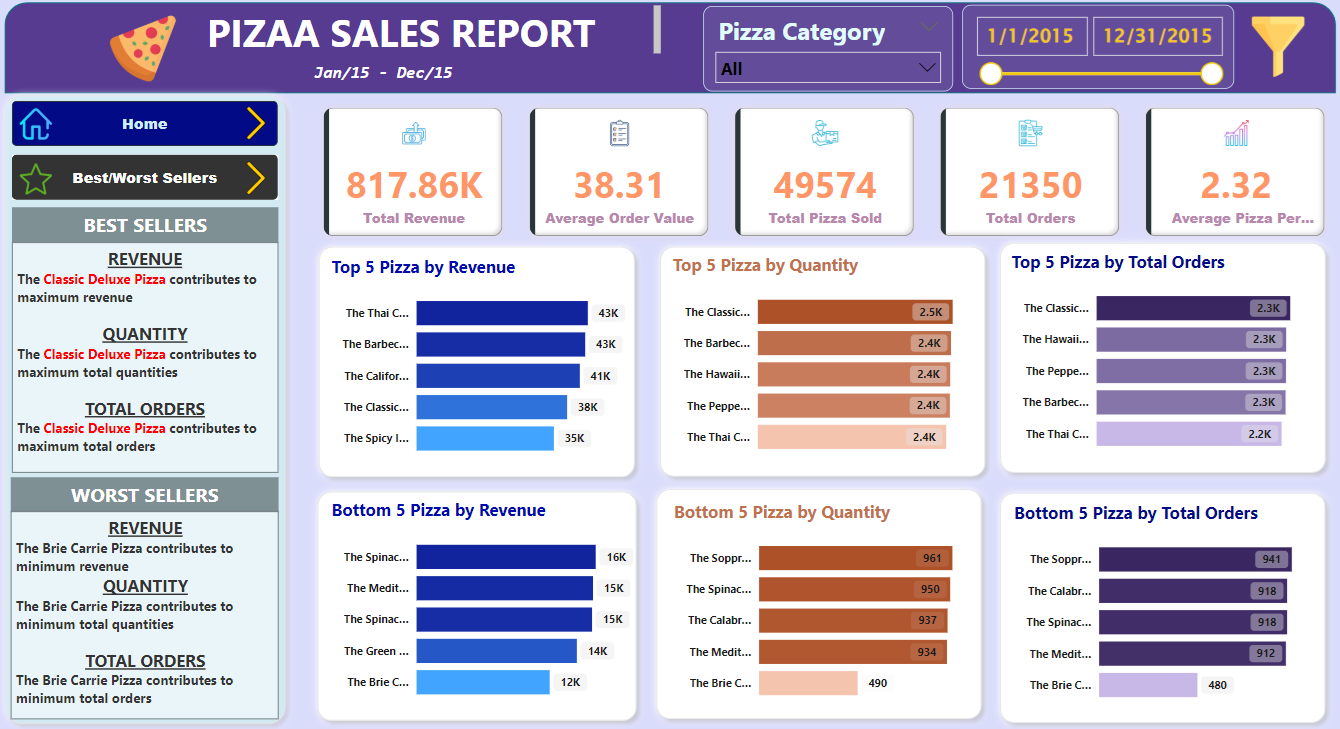 PIZAA SALES REPORT
Jan/15 - Dec/15
Pizza Category
All
1/1/2015
12/31/2015
Home
Best/Worst Sellers
BEST SELLERS
REVENUE
The Classic Deluxe Pizza contributes to
maximum revenue
QUANTITY
The Classic Deluxe Pizza contributes to
maximum total quantities
TOTAL ORDERS
The Classic Deluxe Pizza contributes to
maximum total orders
WORST SELLERS
REVENUE
The Brie Carrie Pizza contributes to
minimum revenue
QUANTITY
The Brie Carrie Pizza contributes to
minimum total quantities
TOTAL ORDERS
The Brie Carrie Pizza contributes to
minimum total orders
817.86K
Total Revenue
38.31
Average Order Value
49574
Total Pizza Sold
21350
Total Orders
2.32
Average Pizza Per...
Top 5 Pizza by Revenue
The Thai C... 43K
The Barbec... 43K
The Califor... 41K
The Classic... 38K
The Spicy I... 35K
Top 5 Pizza by Quantity
The Classic... 2.5K
The Barbec... 2.4K
The Hawaii... 2.4K
The Peppe... 2.4K
The Thai C... 2.4K
Top 5 Pizza by Total Orders
The Classic... 2.3K
The Hawaii... 2.3K
The Peppe... 2.3K
The Barbec... 2.3K
The Thai C... 2.2K
Bottom 5 Pizza by Revenue
The Spinac... 16K
The Medit... 15K
The Spinac... 15K
The Green ... 14K
The Brie C... 12K
Bottom 5 Pizza by Quantity
The Soppr... 961
The Spinac... 950
The Calabr... 937
The Medit... 934
The Brie C... 490
Bottom 5 Pizza by Total Orders
The Soppr... 941
The Calabr... 918
The Spinac... 918
The Medit... 912
The Brie C... 480